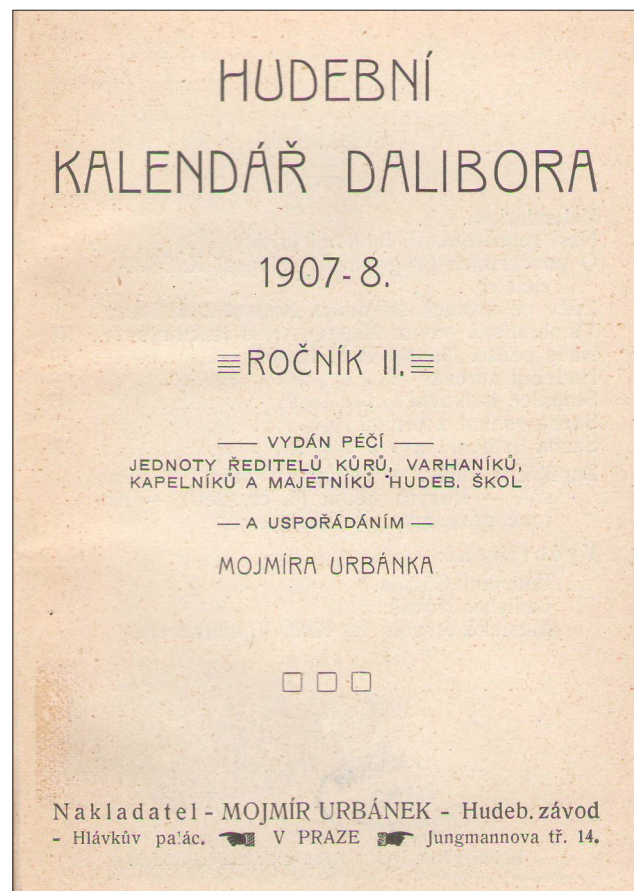 HUDEBNÍ
KALENDÁŘ DALIBORA
1907-8.
ROČNÍK II.
VYDÁN PÉČÍ
JEDNOTY ŘEDITELŮ KŮRŮ, VARHANÍKŮ,
KAPELNÍKŮ A MAJETNÍKŮ HUDEB. ŠKOL
A USPOŘÁDÁNÍM
MOJMÍRA URBÁNKA
Nakladatel - MOJMÍR URBÁNEK - Hudeb. závod
- Hlávkův palác. V PRAZE Jungmannova tř. 14.